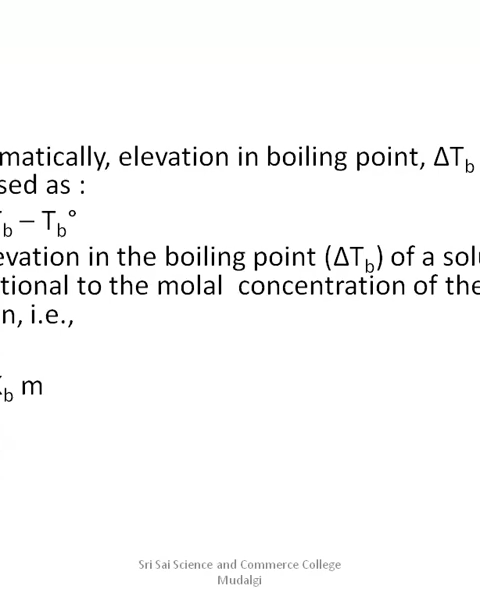 matically, elevation in boiling point, ΔTb
sed as :
b – Tb°
evation in the boiling point (ΔTb) of a solu
tional to the molal  concentration of the
n, i.e.,
b m
Sri Sai Science and Commerce College
Mudalgi